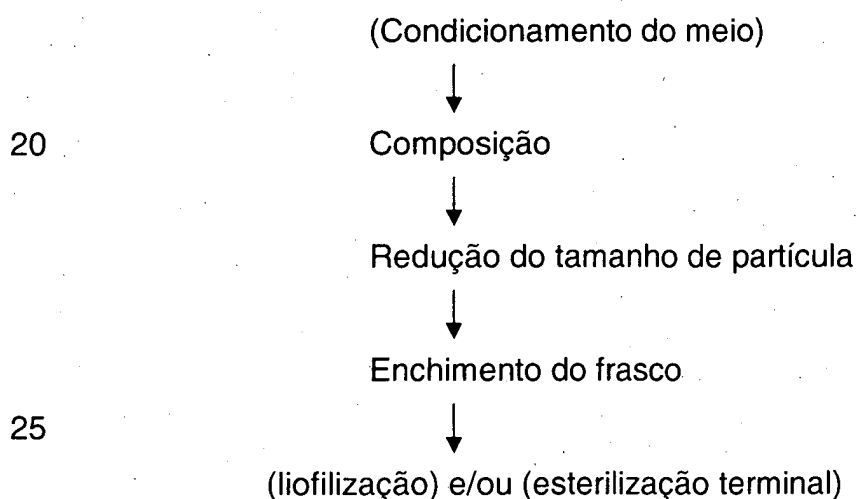 (Condicionamento do meio)
20 Composição
Redução do tamanho de partícula
Enchimento do frasco
25
(liofilização) e/ou (esterilização terminal)